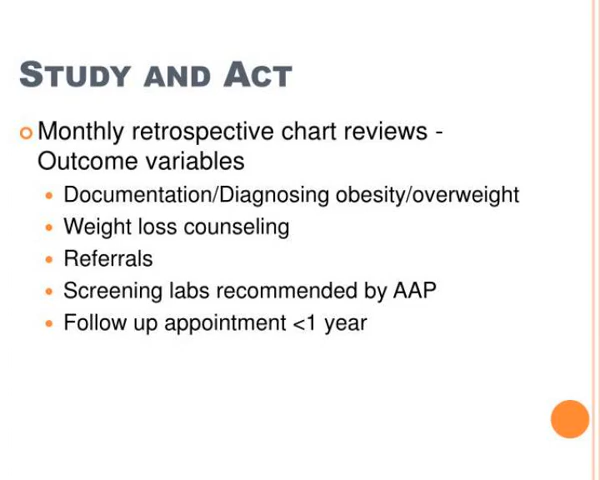 Study and Act
Monthly retrospective chart reviews -
Outcome variables
Documentation/Diagnosing obesity/overweight
Weight loss counseling
Referrals
Screening labs recommended by AAP
Follow up appointment <1 year